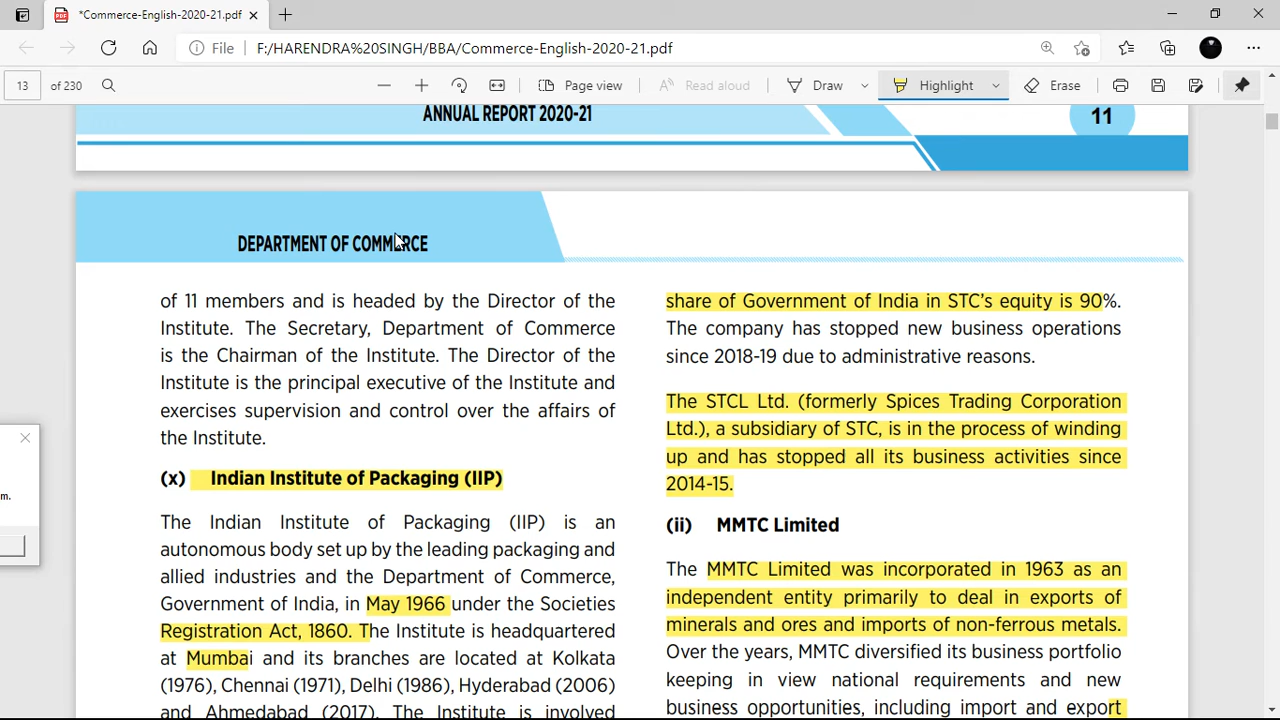 *Commerce-English-2020-21.pdf
File F:/HARENDRA%20SINGH/BBA/Commerce-English-2020-21.pdf
13 of 230 Page view Read aloud Draw Highlight Erase
ANNUAL REPORT 2020-21
11
DEPARTMENT OF COMMERCE
of 11 members and is headed by the Director of the
Institute. The Secretary, Department of Commerce
is the Chairman of the Institute. The Director of the
Institute is the principal executive of the Institute and
exercises supervision and control over the affairs of
the Institute.
(x) Indian Institute of Packaging (IIP)
The Indian Institute of Packaging (IIP) is an
autonomous body set up by the leading packaging and
allied industries and the Department of Commerce,
Government of India, in May 1966 under the Societies
Registration Act, 1860. The Institute is headquartered
at Mumbai and its branches are located at Kolkata
(1976), Chennai (1971), Delhi (1986), Hyderabad (2006)
and Ahmedabad (2017). The Institute is involved
share of Government of India in STC's equity is 90%.
The company has stopped new business operations
since 2018-19 due to administrative reasons.
The STCL Ltd. (formerly Spices Trading Corporation
Ltd.), a subsidiary of STC, is in the process of winding
up and has stopped all its business activities since
2014-15.
(ii) MMTC Limited
The MMTC Limited was incorporated in 1963 as an
independent entity primarily to deal in exports of
minerals and ores and imports of non-ferrous metals.
Over the years, MMTC diversified its business portfolio
keeping in view national requirements and new
business opportunities, including import and export
m.